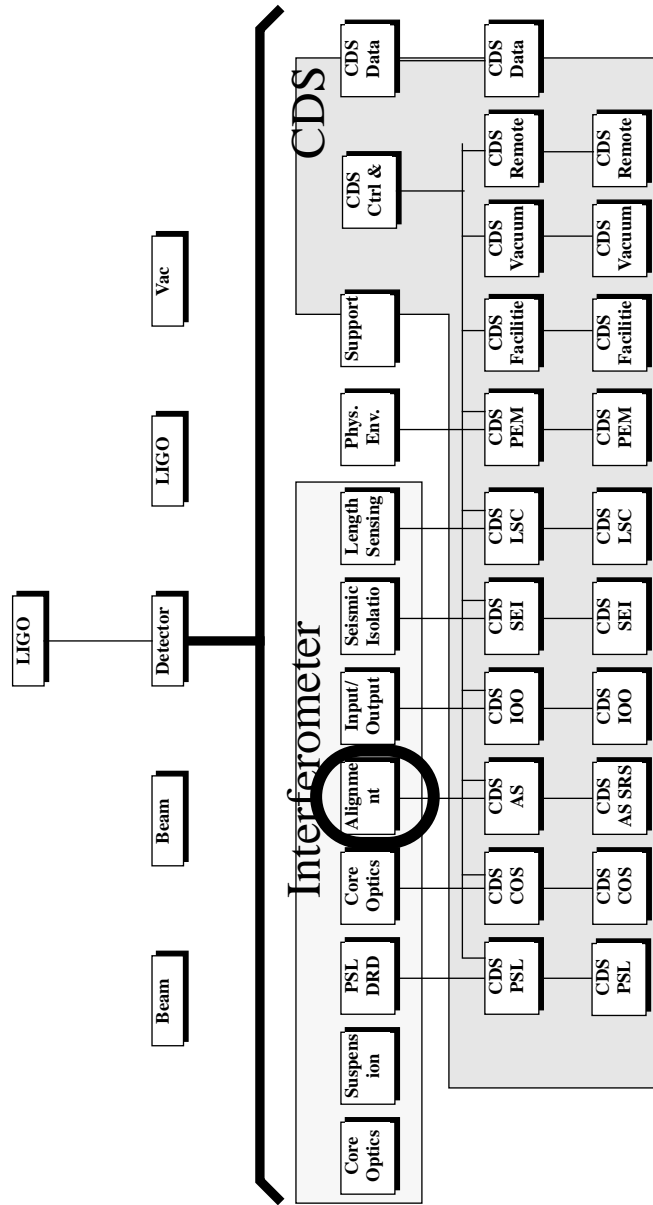 LIGO
Beam
Beam
Detector
LIGO
Vac
Interferometer
CDS
Core
Optics
Suspens
ion
PSL
DRD
Core
Optics
Alignme
nt
Input/
Output
Seismic
Isolatio
Length
Sensing
Phys.
Env.
Support
CDS
Ctrl &
CDS
Data
CDS
PSL
CDS
COS
CDS
AS
CDS
IOO
CDS
SEI
CDS
LSC
CDS
PEM
CDS
Facilitie
CDS
Vacuum
CDS
Remote
CDS
Data
CDS
PSL
CDS
COS
CDS
AS SRS
CDS
IOO
CDS
SEI
CDS
LSC
CDS
PEM
CDS
Facilitie
CDS
Vacuum
CDS
Remote